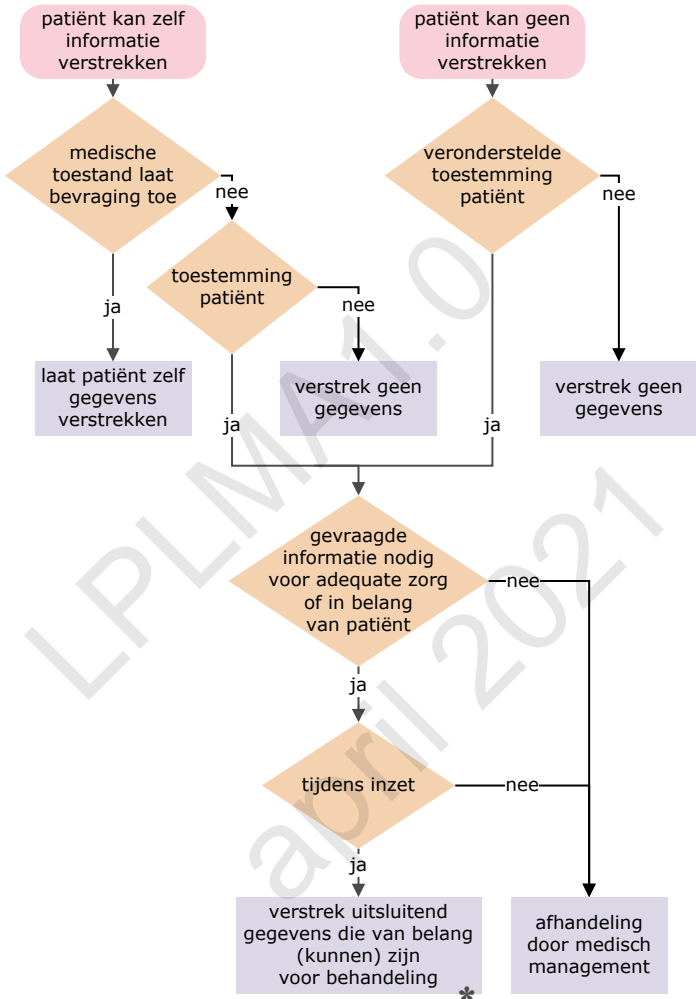 patiënt kan zelf
informatie
verstrekken
patiënt kan geen
informatie
verstrekken
medische
toestand laat
bevraging toe
nee
veronderstelde
toestemming
patiënt
nee
toestemming
patiënt
ja
nee
laat patiënt zelf
gegevens
verstrekken
verstrek geen
gegevens
verstrek geen
gegevens
ja
ja
gevraagde
informatie nodig
voor adequate zorg
of in belang
van patiënt
nee
ja
tijdens inzet
nee
ja
verstrek uitsluitend
gegevens die van belang
(kunnen) zijn
voor behandeling
*
afhandeling
door medisch
management
LPLMA1.0
april 2021